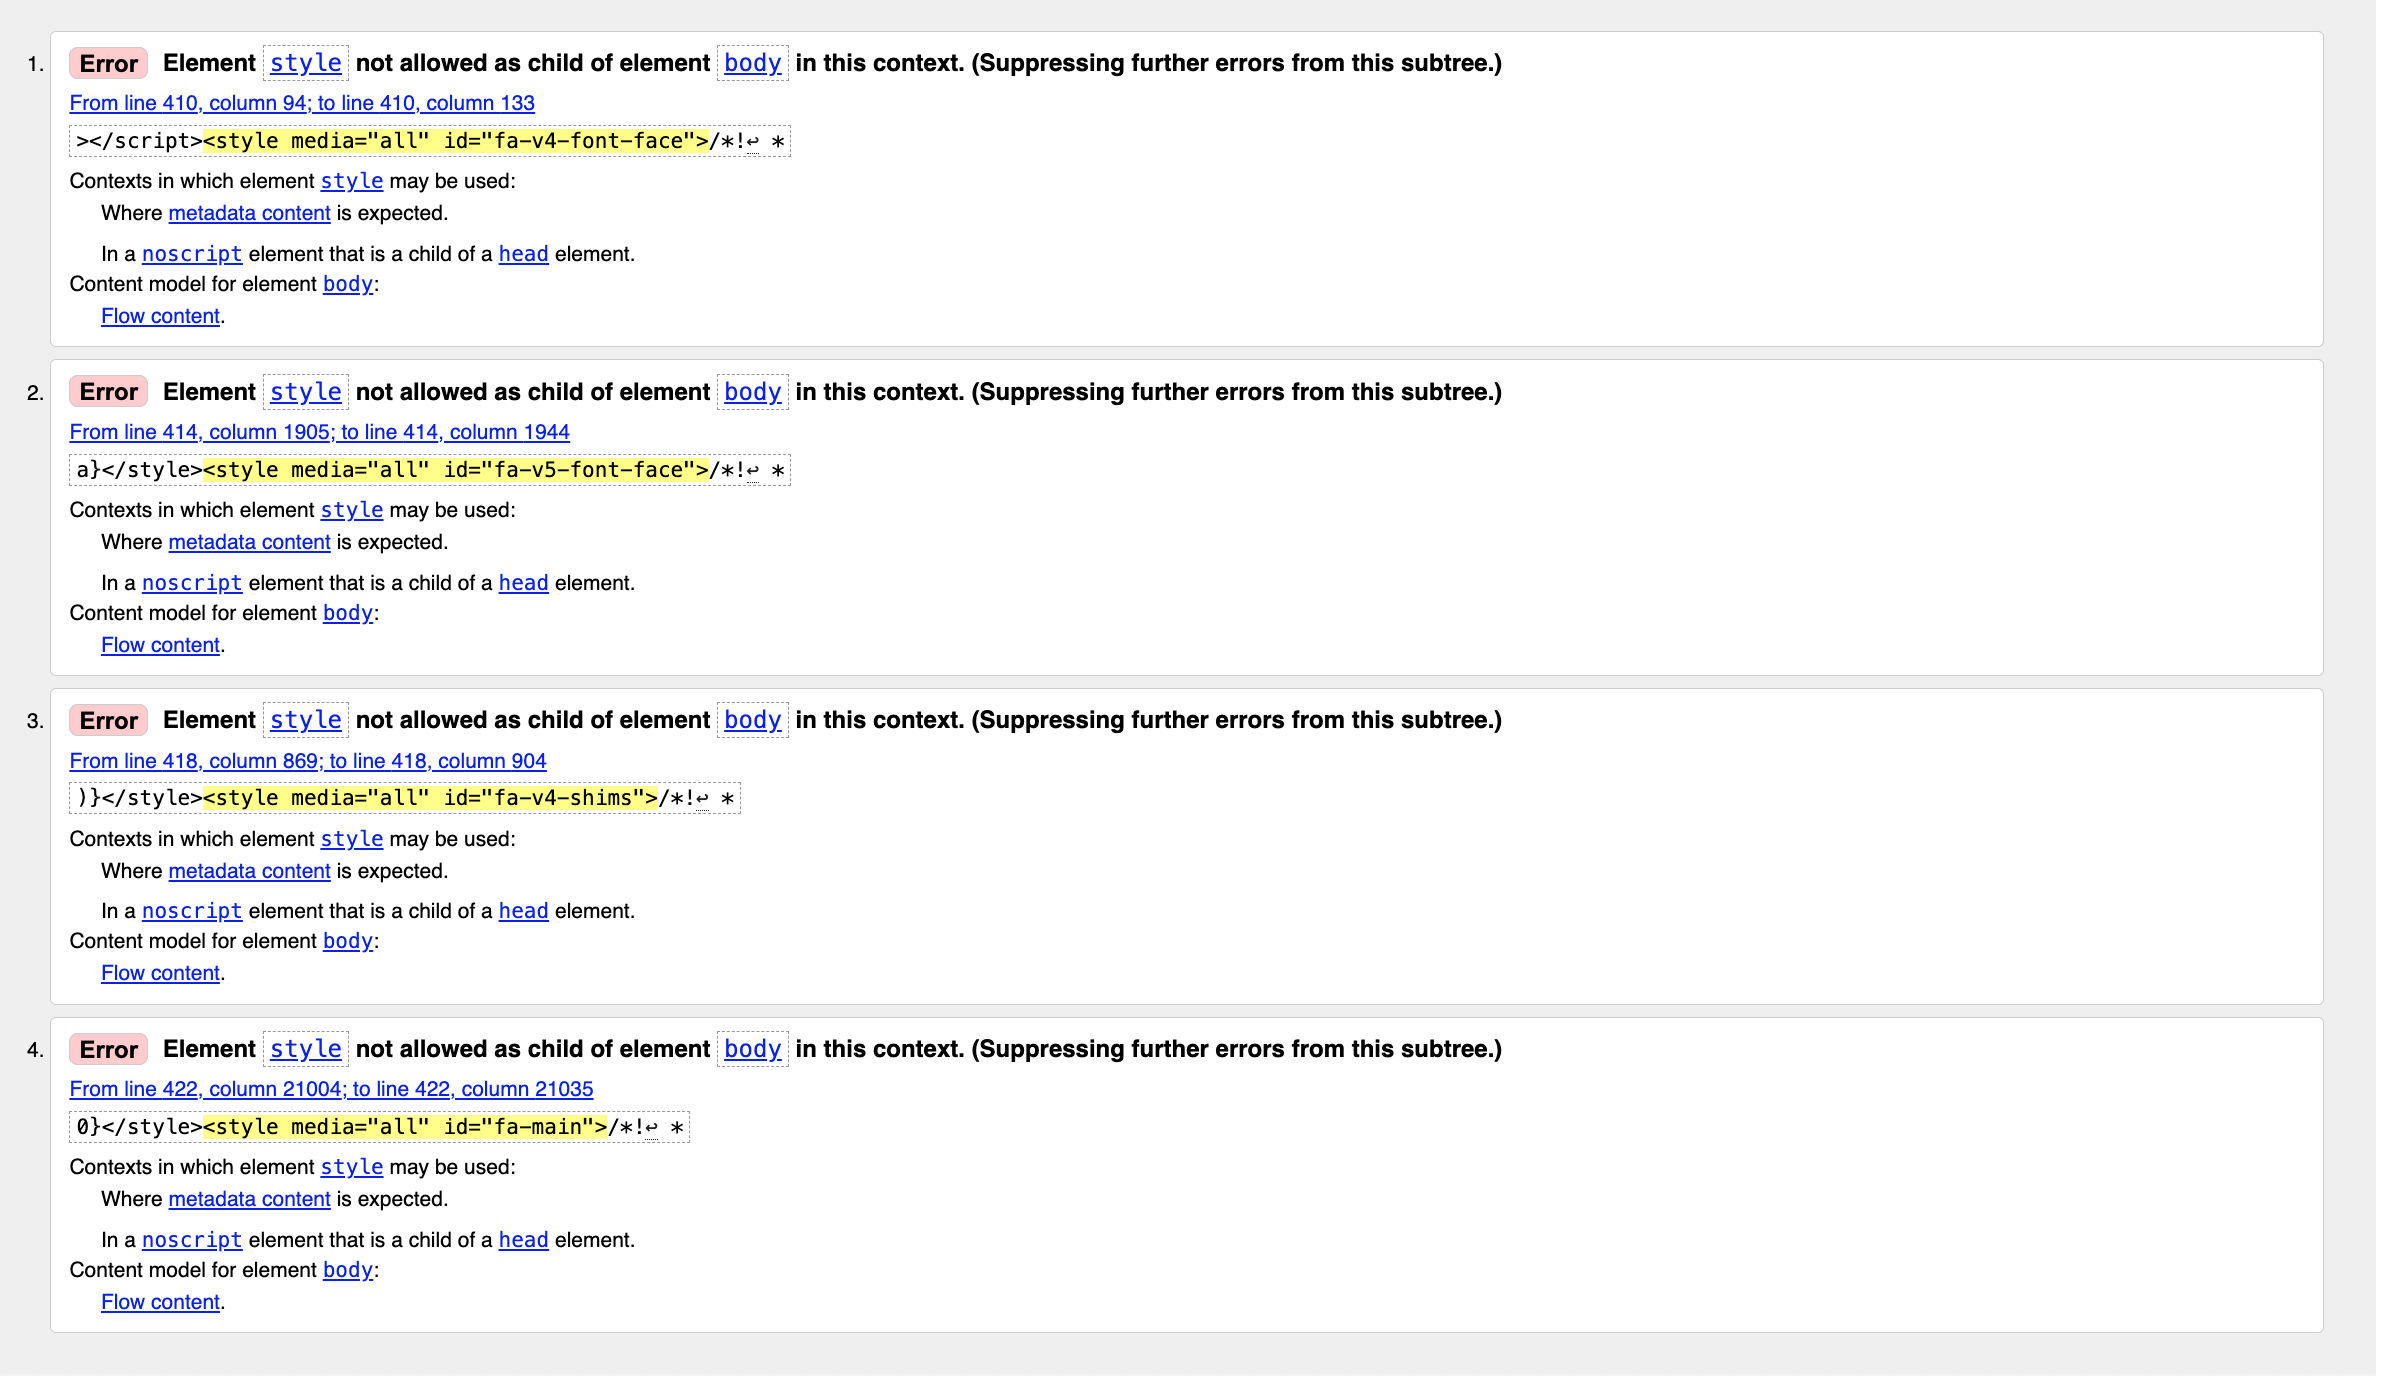 1. Error Element style not allowed as child of element body in this context. (Suppressing further errors from this subtree.)
From line 410, column 94; to line 410, column 133
></script><style media="all" id="fa-v4-font-face">/*!↩ *
Contexts in which element style may be used:
Where metadata content is expected.
In a noscript element that is a child of a head element.
Content model for element body:
Flow content.
2. Error Element style not allowed as child of element body in this context. (Suppressing further errors from this subtree.)
From line 414, column 1905; to line 414, column 1944
a}</style><style media="all" id="fa-v5-font-face">/*!↩ *
Contexts in which element style may be used:
Where metadata content is expected.
In a noscript element that is a child of a head element.
Content model for element body:
Flow content.
3. Error Element style not allowed as child of element body in this context. (Suppressing further errors from this subtree.)
From line 418, column 869; to line 418, column 904
)}</style><style media="all" id="fa-v4-shims">/*!↩ *
Contexts in which element style may be used:
Where metadata content is expected.
In a noscript element that is a child of a head element.
Content model for element body:
Flow content.
4. Error Element style not allowed as child of element body in this context. (Suppressing further errors from this subtree.)
From line 422, column 21004; to line 422, column 21035
0}</style><style media="all" id="fa-main">/*!↩ *
Contexts in which element style may be used:
Where metadata content is expected.
In a noscript element that is a child of a head element.
Content model for element body:
Flow content.